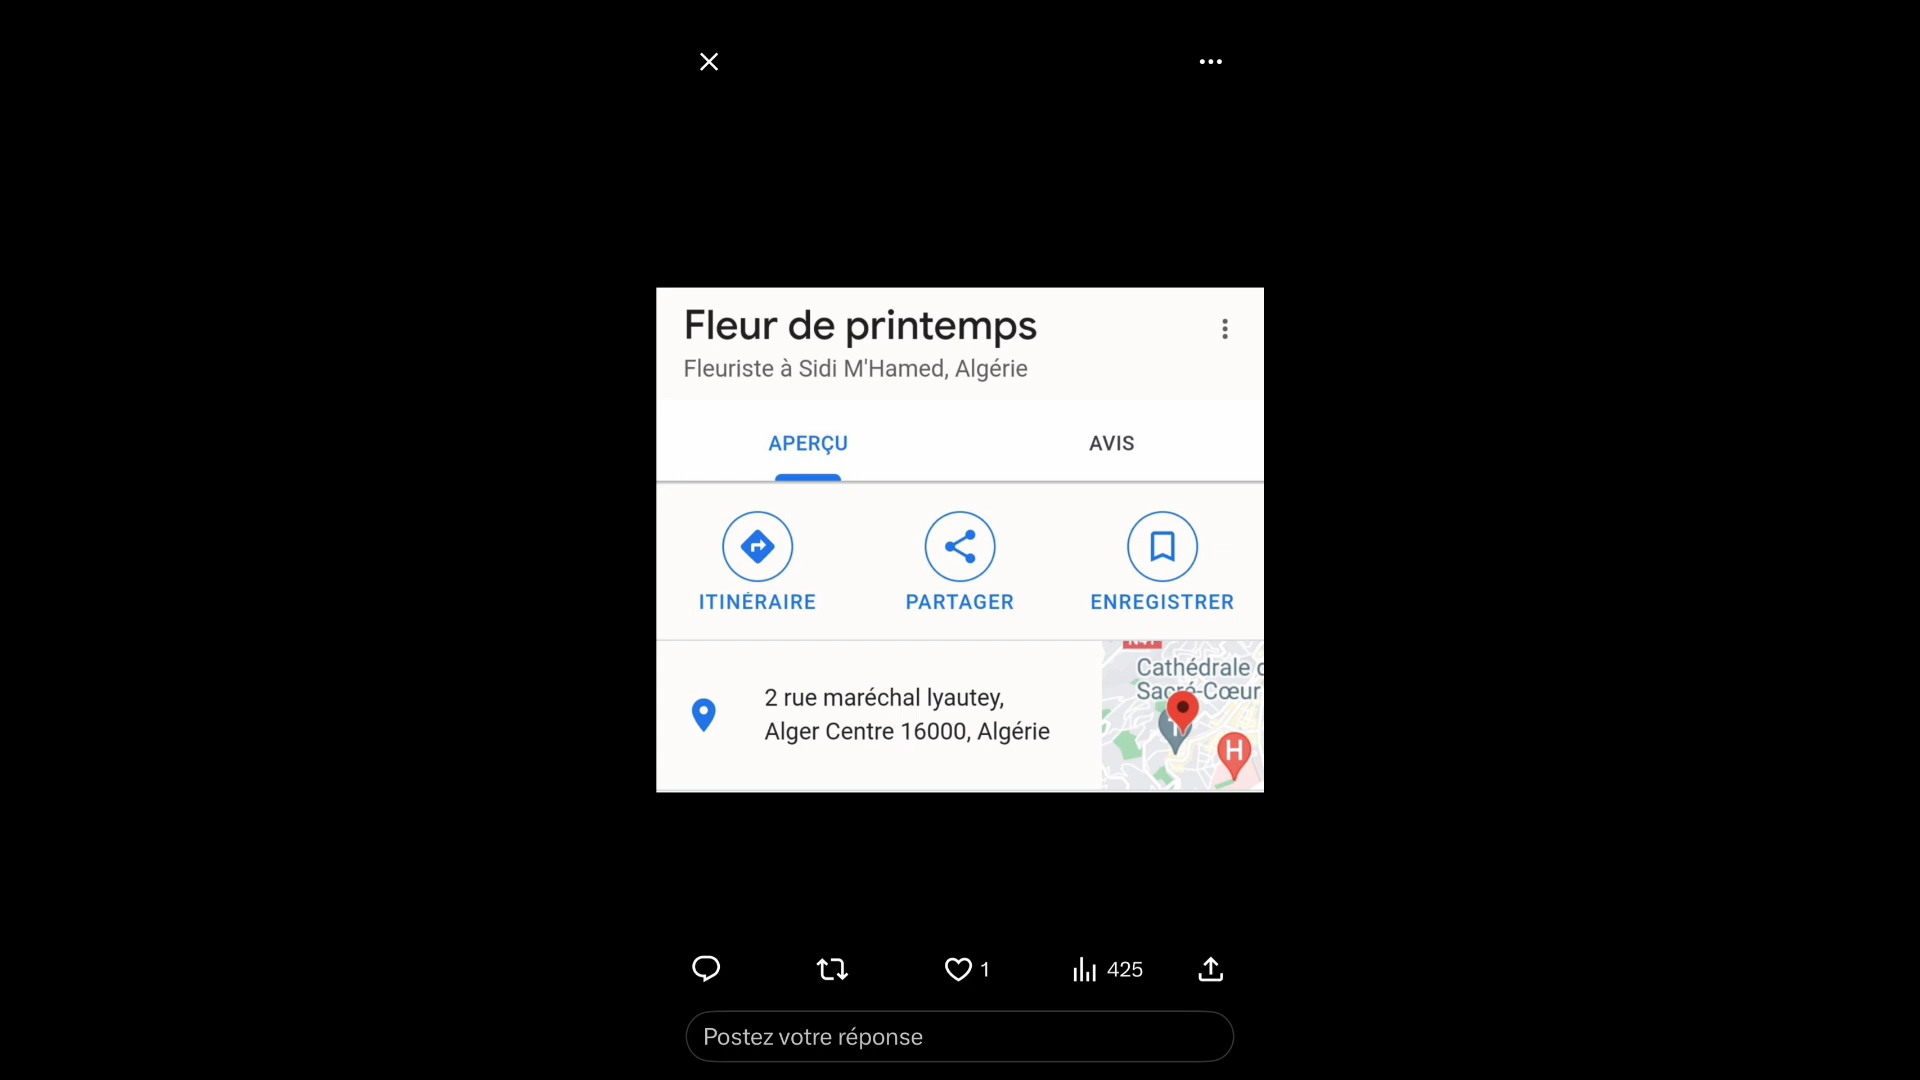 Fleur de printemps
Fleuriste à Sidi M'Hamed, Algérie
APERÇU
AVIS
ITINÉRAIRE
PARTAGER
ENREGISTRER
2 rue maréchal lyautey,
Alger Centre 16000, Algérie
Cathédrale
Sacré-Cœur
H
1
425
Postez votre réponse